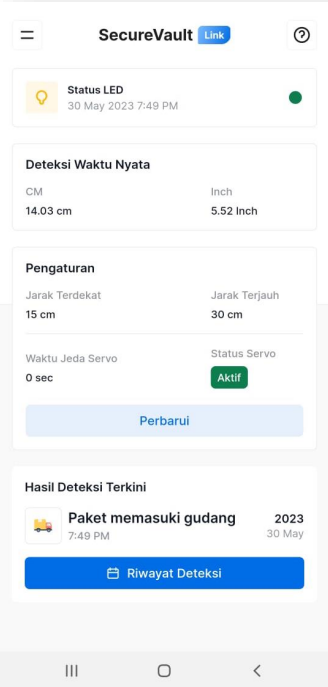 SecureVault Link
Status LED
30 May 2023 7:49 PM
Deteksi Waktu Nyata
CM Inch
14.03 cm 5.52 Inch
Pengaturan
Jarak Terdekat Jarak Terjauh
15 cm 30 cm
Waktu Jeda Servo Status Servo
0 sec Aktif
Perbarui
Hasil Deteksi Terkini
Paket memasuki gudang 2023
7:49 PM 30 May
Riwayat Deteksi